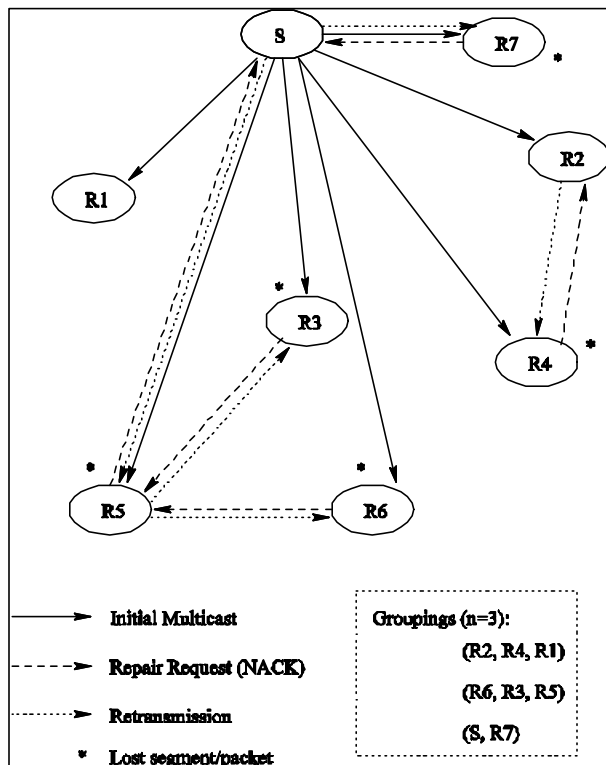 S
R7
*
R2
R1
*
R3
*
R4
*
*
R5
R6
Initial Multicast
Repair Request (NACK)
Retransmission
* Lost segment/packet
Groupings (n=3):
(R2, R4, R1)
(R6, R3, R5)
(S, R7)